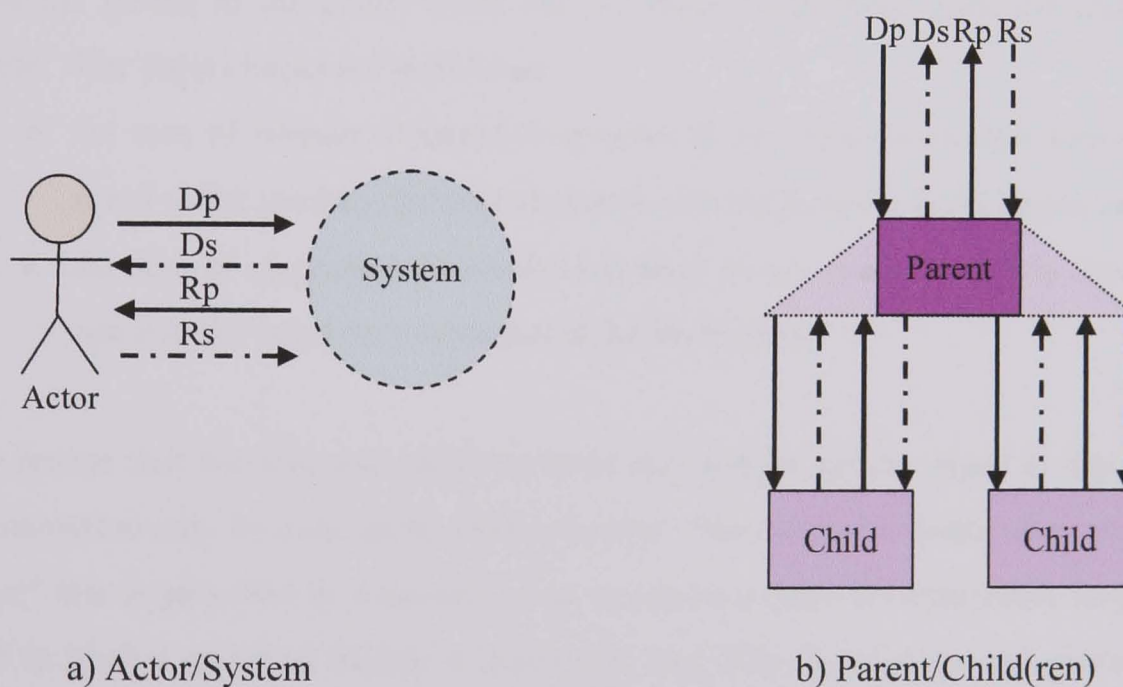 Dp
Ds
Rp
Rs
System
Actor
a) Actor/System
Dp Ds Rp Rs
Parent
Child
Child
b) Parent/Child(ren)